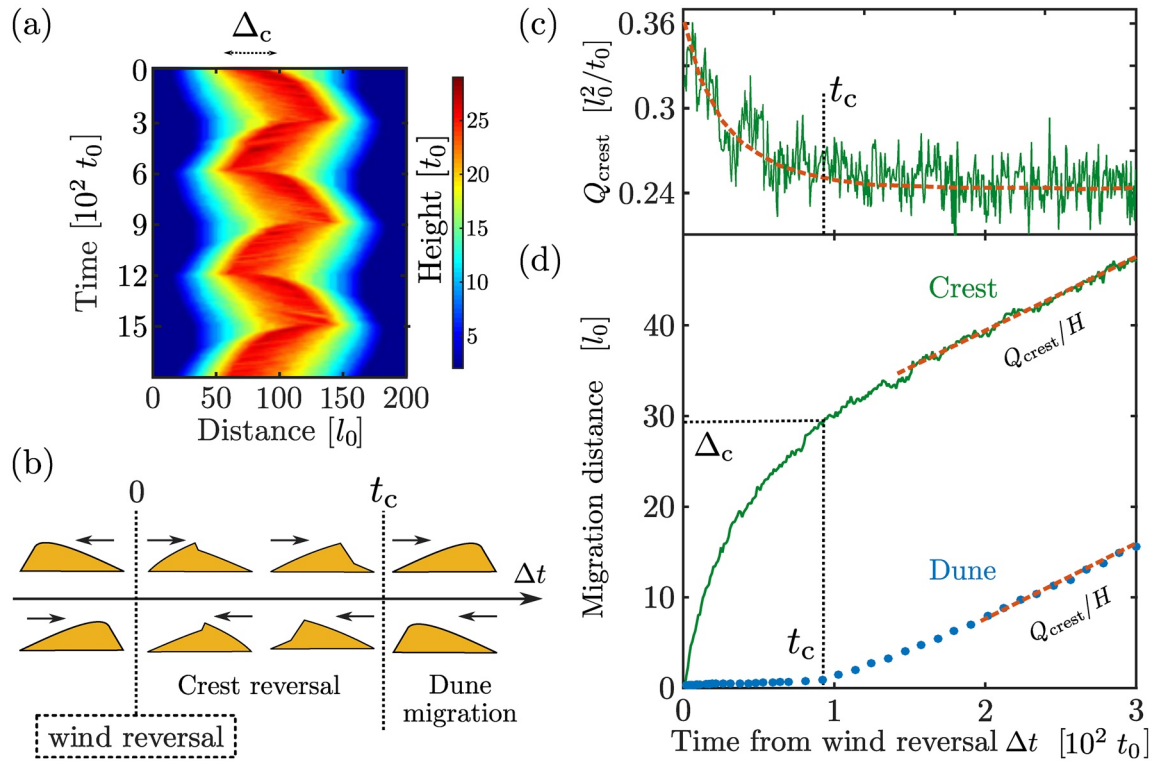 (a)
Δc
0
3
6
9
12
15
Time [10² t₀]
0 50 100 150 200
Distance [l₀]
25
20
15
10
5
Height [t₀]
(b)
0
tc
Δt
Crest reversal
Dune
migration
wind reversal
(c)
0.36
0.3
0.24
Qcrest [l₀²/t₀]
tc
(d)
40
30
20
10
0
Migration distance [l₀]
Crest
Qcrest/H
Δc
Dune
Qcrest/H
tc
0 1 2 3
Time from wind reversal Δt [10² t₀]